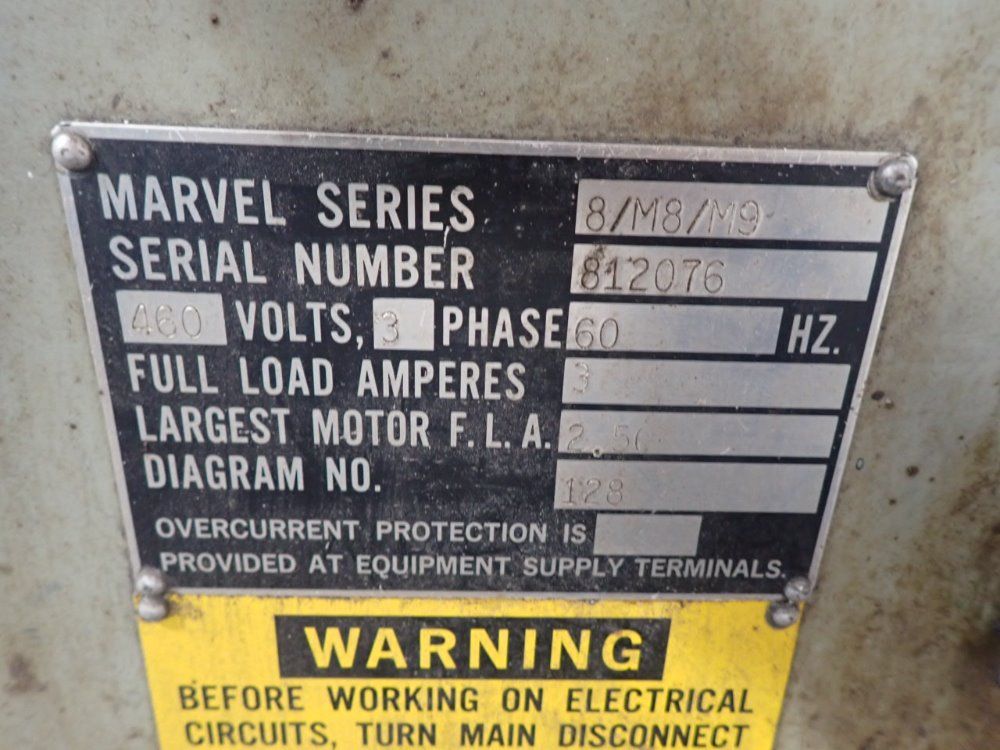 MARVEL SERIES 8/M8/M9
SERIAL NUMBER 812076
460 VOLTS, 3 PHASE 60 HZ.
FULL LOAD AMPERES 3
LARGEST MOTOR F. L. A.
DIAGRAM NO. 128
OVERCURRENT PROTECTION IS
PROVIDED AT EQUIPMENT SUPPLY TERMINALS.
WARNING
BEFORE WORKING ON ELECTRICAL
CIRCUITS, TURN MAIN DISCONNECT